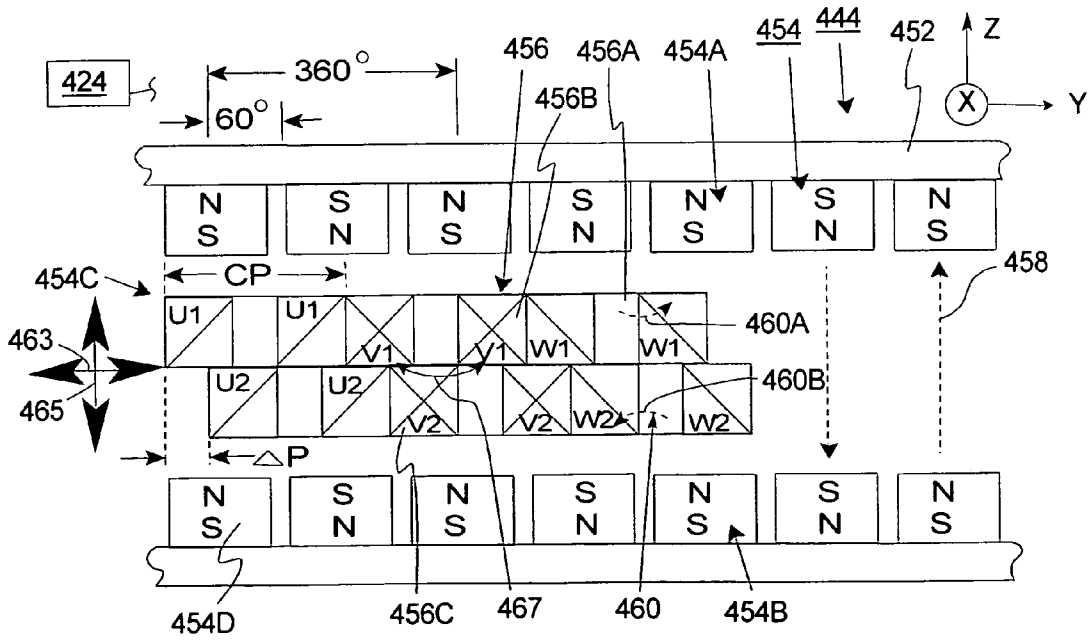 456A 454 444 452 Z
424 360° 456 454A X Y
60° 456B
N S N S N S N
S N S N S N S
454C CP 458
U1 U1 V1 V1 W1 W1 460A
463
465 U2 U2 V2 V2 W2 W2 460B
△P
N S N S N S N
S N S N S N S
454D 456C 467 460 454B